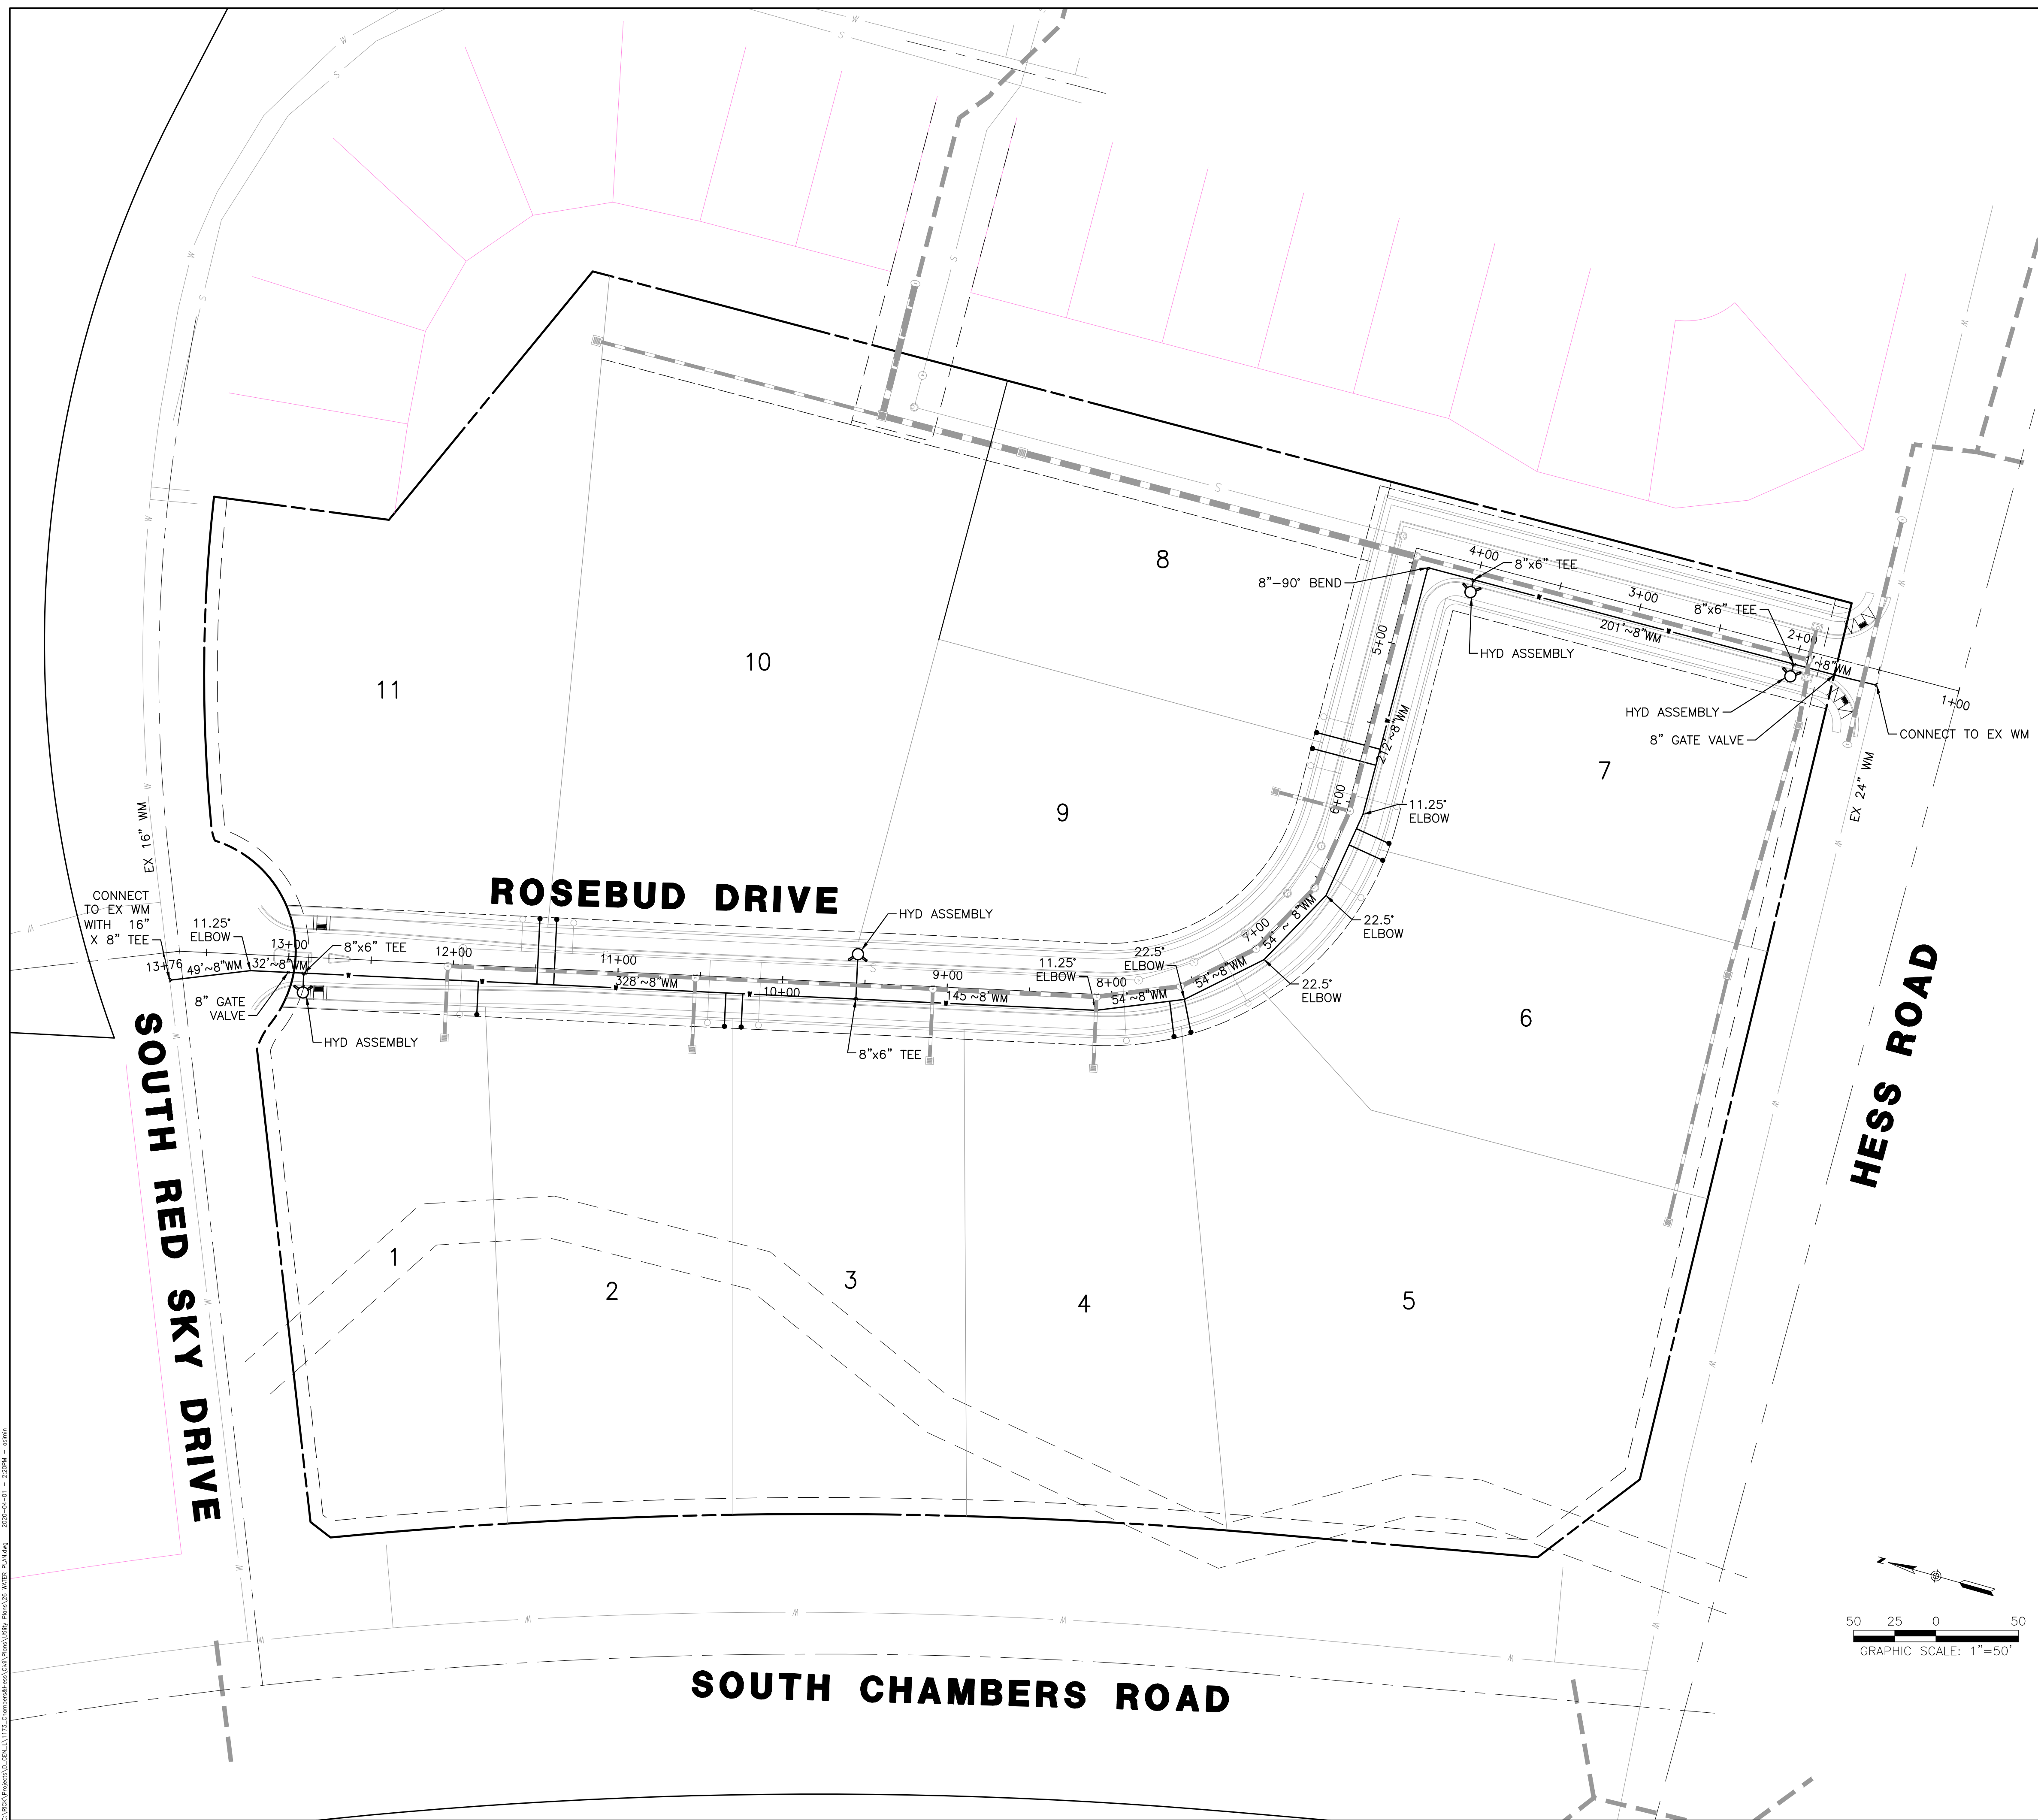 8
4+00
8"x6" TEE
8"-90° BEND
3+00
8"x6" TEE
201'~8"WM
2+00
5+00
HYD ASSEMBLY
1'~8"WM
10
11
1+00
HYD ASSEMBLY
8" GATE VALVE
CONNECT TO EX WM
212'~8"WM
7
EX 24" WM
6+00
11.25°
ELBOW
9
EX 16" WM
ROSEBUD DRIVE
CONNECT
TO EX WM
WITH 16"
X 8" TEE
11.25°
ELBOW
13+00
8"x6" TEE
12+00
HYD ASSEMBLY
22.5°
ELBOW
7+00
54'~8"WM
13+76
49'~8"WM
32'~8"WM
11+00
328'~8"WM
10+00
9+00
145'~8"WM
11.25°
ELBOW
22.5°
ELBOW
8+00
54'~8"WM
54'~8"WM
22.5°
ELBOW
8" GATE
VALVE
HYD ASSEMBLY
8"x6" TEE
6
HESS ROAD
SOUTH RED SKY DRIVE
1
2
3
4
5
N
50 25 0 50
GRAPHIC SCALE: 1"=50'
SOUTH CHAMBERS ROAD
W
S